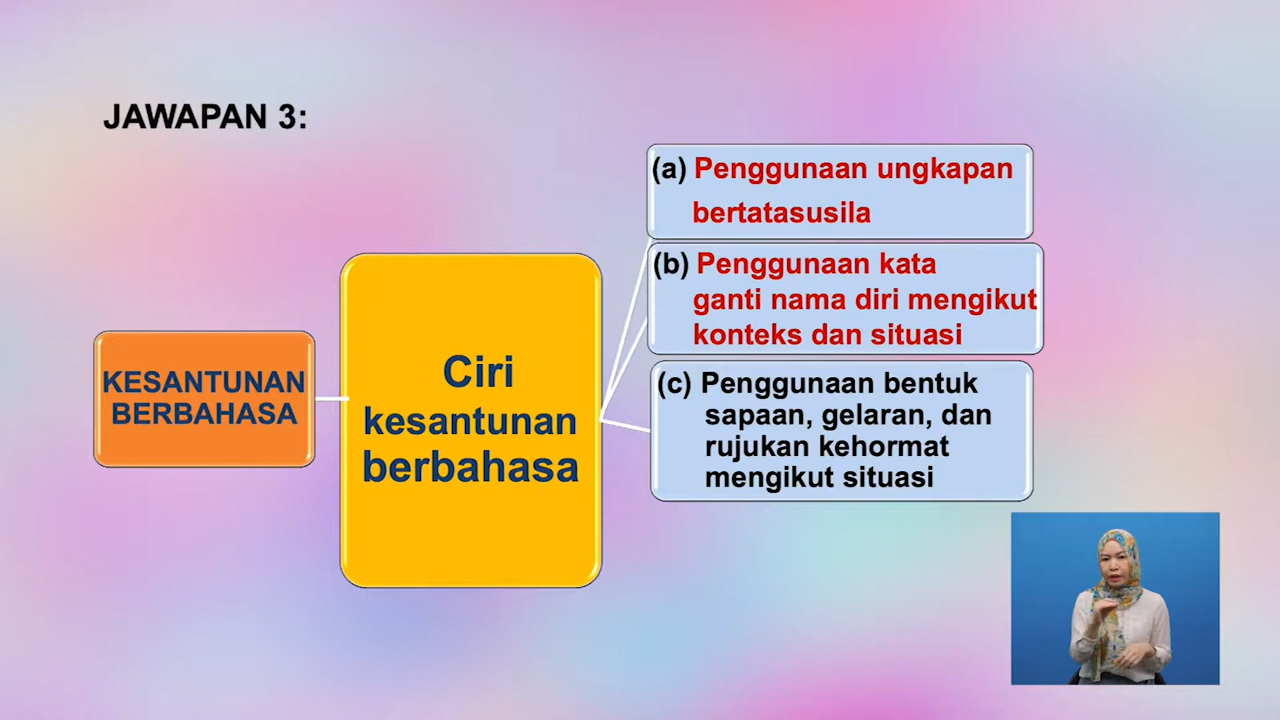 JAWAPAN 3:
KESANTUNAN
BERBAHASA
Ciri
kesantunan
berbahasa
(a) Penggunaan ungkapan
bertatasusila
(b) Penggunaan kata
ganti nama diri mengikut
konteks dan situasi
(c) Penggunaan bentuk
sapaan, gelaran, dan
rujukan kehormat
mengikut situasi